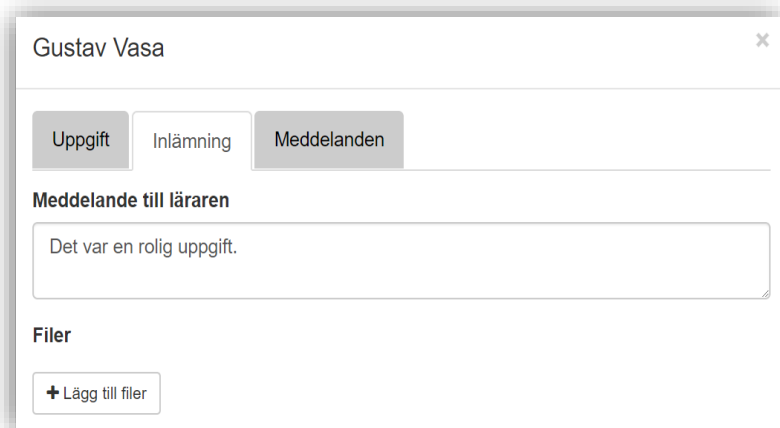 Gustav Vasa
×
Uppgift Inlämning Meddelanden
Meddelande till läraren
Det var en rolig uppgift.
Filer
+ Lägg till filer